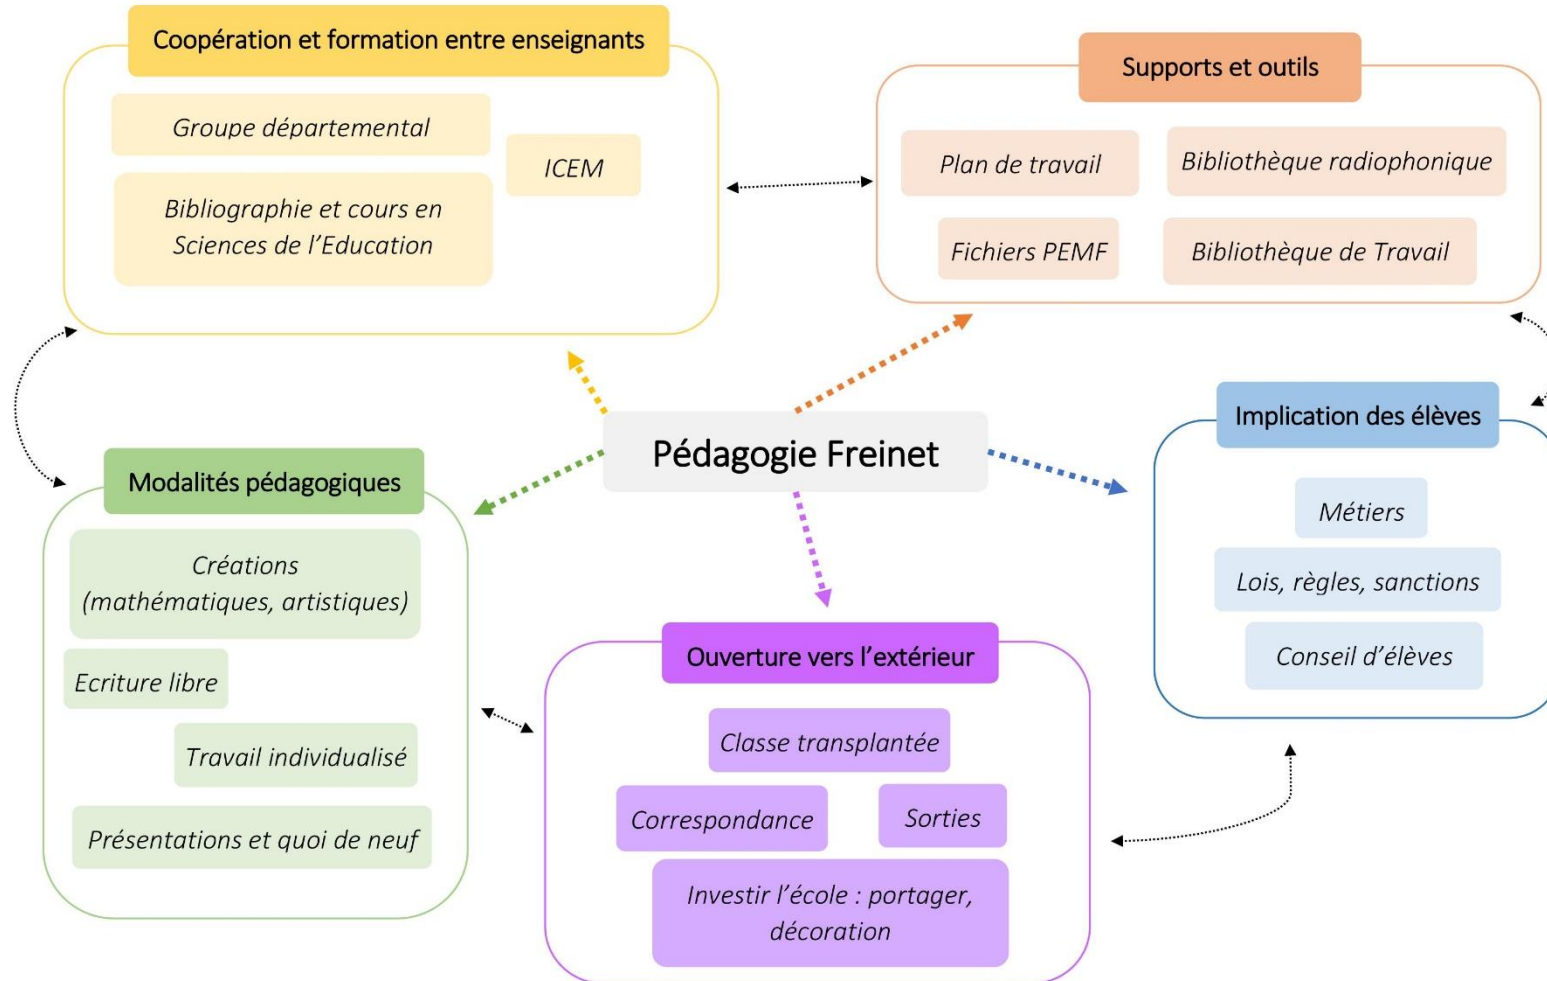 Coopération et formation entre enseignants
Groupe départemental
ICEM
Bibliographie et cours en
Sciences de l’Education
Supports et outils
Plan de travail
Bibliothèque radiophonique
Fichiers PEMF
Bibliothèque de Travail
Pédagogie Freinet
Implication des élèves
Métiers
Lois, règles, sanctions
Conseil d’élèves
Modalités pédagogiques
Créations
(mathématiques, artistiques)
Ecriture libre
Travail individualisé
Présentations et quoi de neuf
Ouverture vers l’extérieur
Classe transplantée
Correspondance
Sorties
Investir l’école : portager,
décoration